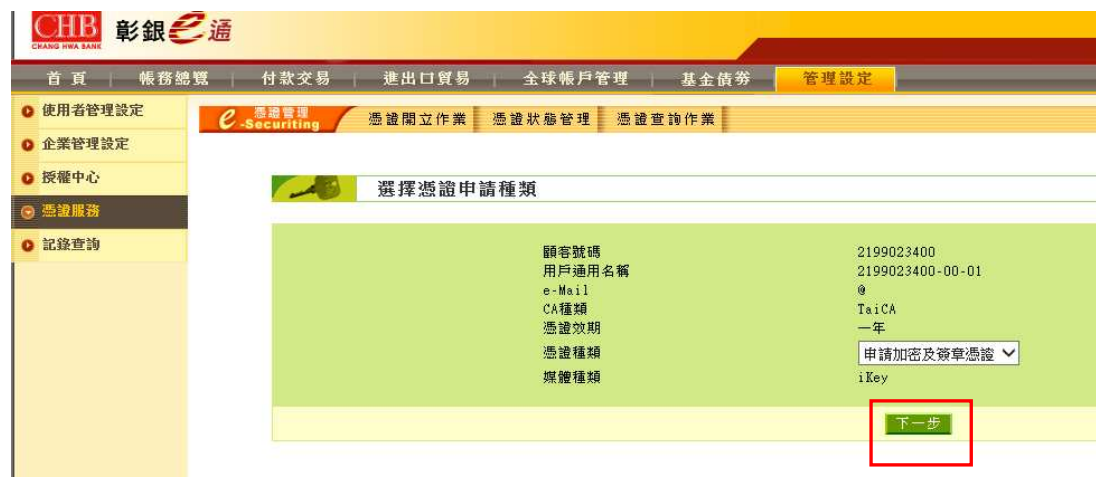 CHB
CHANG HWA BANK
彰銀e通
首 頁 | 帳務總覽 | 付款交易 | 進出口貿易 | 全球帳戶管理 | 基金債券 管理設定
使用者管理設定
企業管理設定
授權中心
憑證服務
記錄查詢
憑證管理
e-Securiting
憑證開立作業 憑證狀態管理 憑證查詢作業
選擇憑證申請種類
顧客號碼 2199023400
用戶通用名稱 2199023400-00-01
e-Mail @
CA種類 TaiCA
憑證效期 一年
憑證種類 申請加密及簽章憑證
媒體種類 iKey
下一步